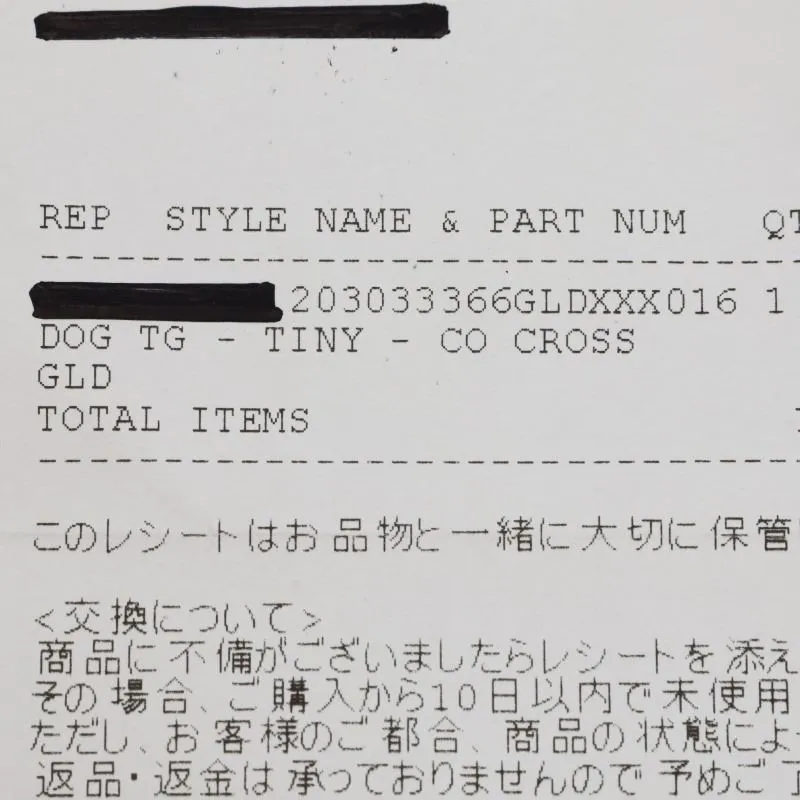 REP STYLE NAME & PART NUM QT
203033366GLDXXX016 1
DOG TG - TINY - CO CROSS
GLD
TOTAL ITEMS
このレシートはお品物と一緒に大切に保管
<交換について>
商品に不備がございましたらレシートを添え
その場合、ご購入から10日以内で未使用
ただし、お客様のご都合、商品の状態によ
返品・返金は承っておりませんので予めご了